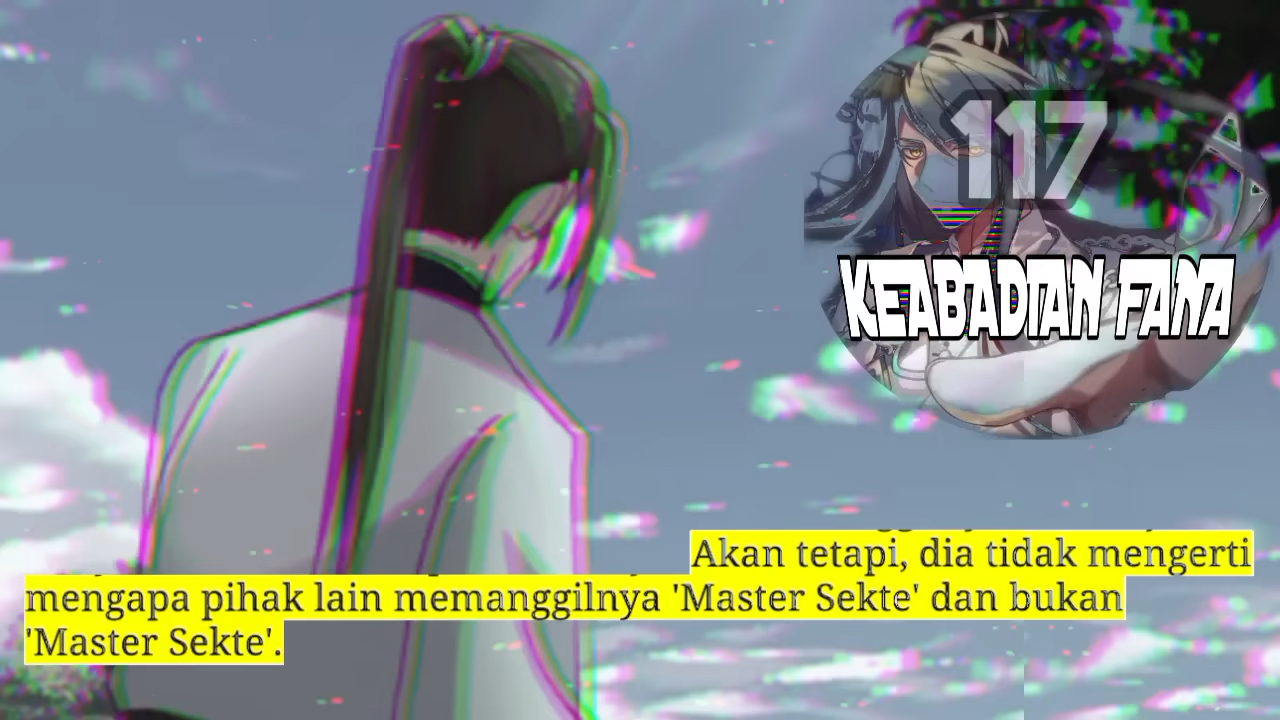 117
KEABADIAN FANA
Akan tetapi, dia tidak mengerti
mengapa pihak lain memanggilnya 'Master Sekte' dan bukan
'Master Sekte'.